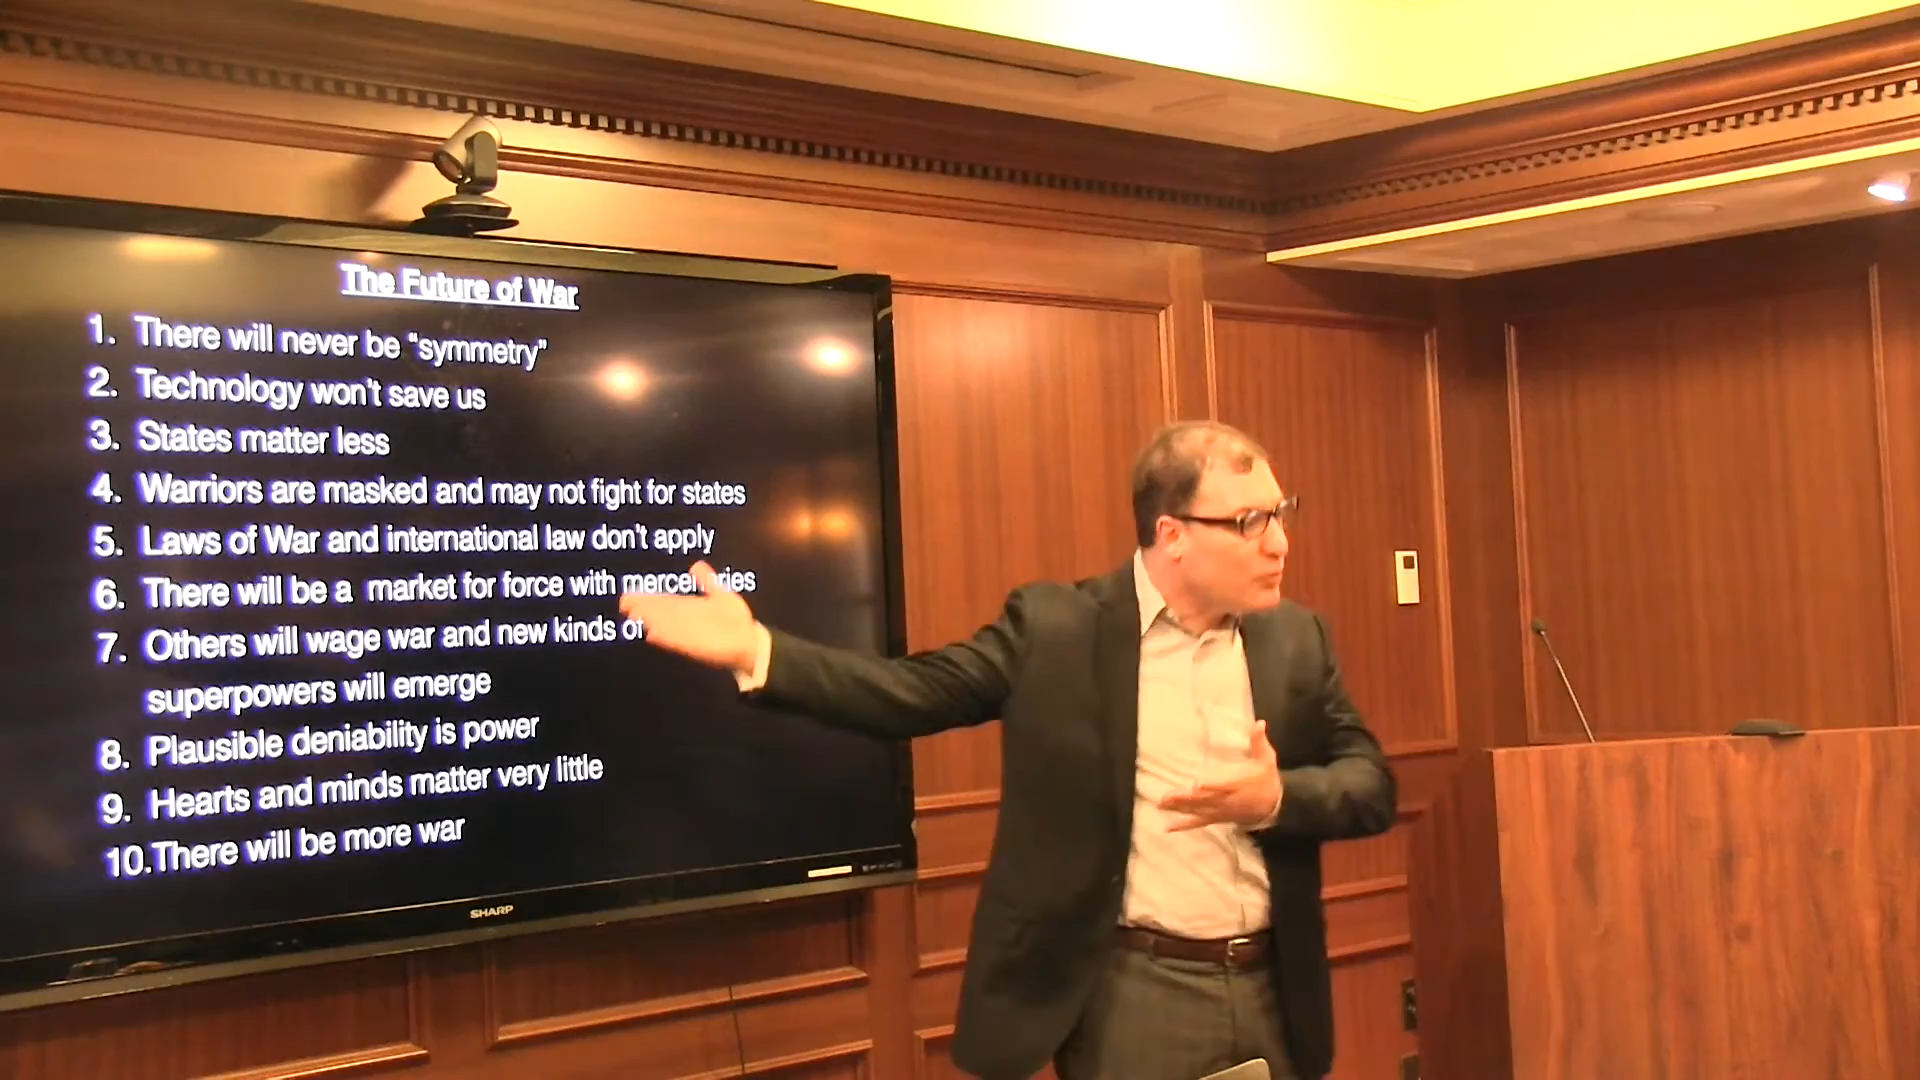 The Future of War
1. There will never be “symmetry”
2. Technology won't save us
3. States matter less
4. Warriors are masked and may not fight for states
5. Laws of War and international law don't apply
6. There will be a market for force with mercenaries
7. Others will wage war and new kinds of
superpowers will emerge
8. Plausible deniability is power
9. Hearts and minds matter very little
10.There will be more war
SHARP